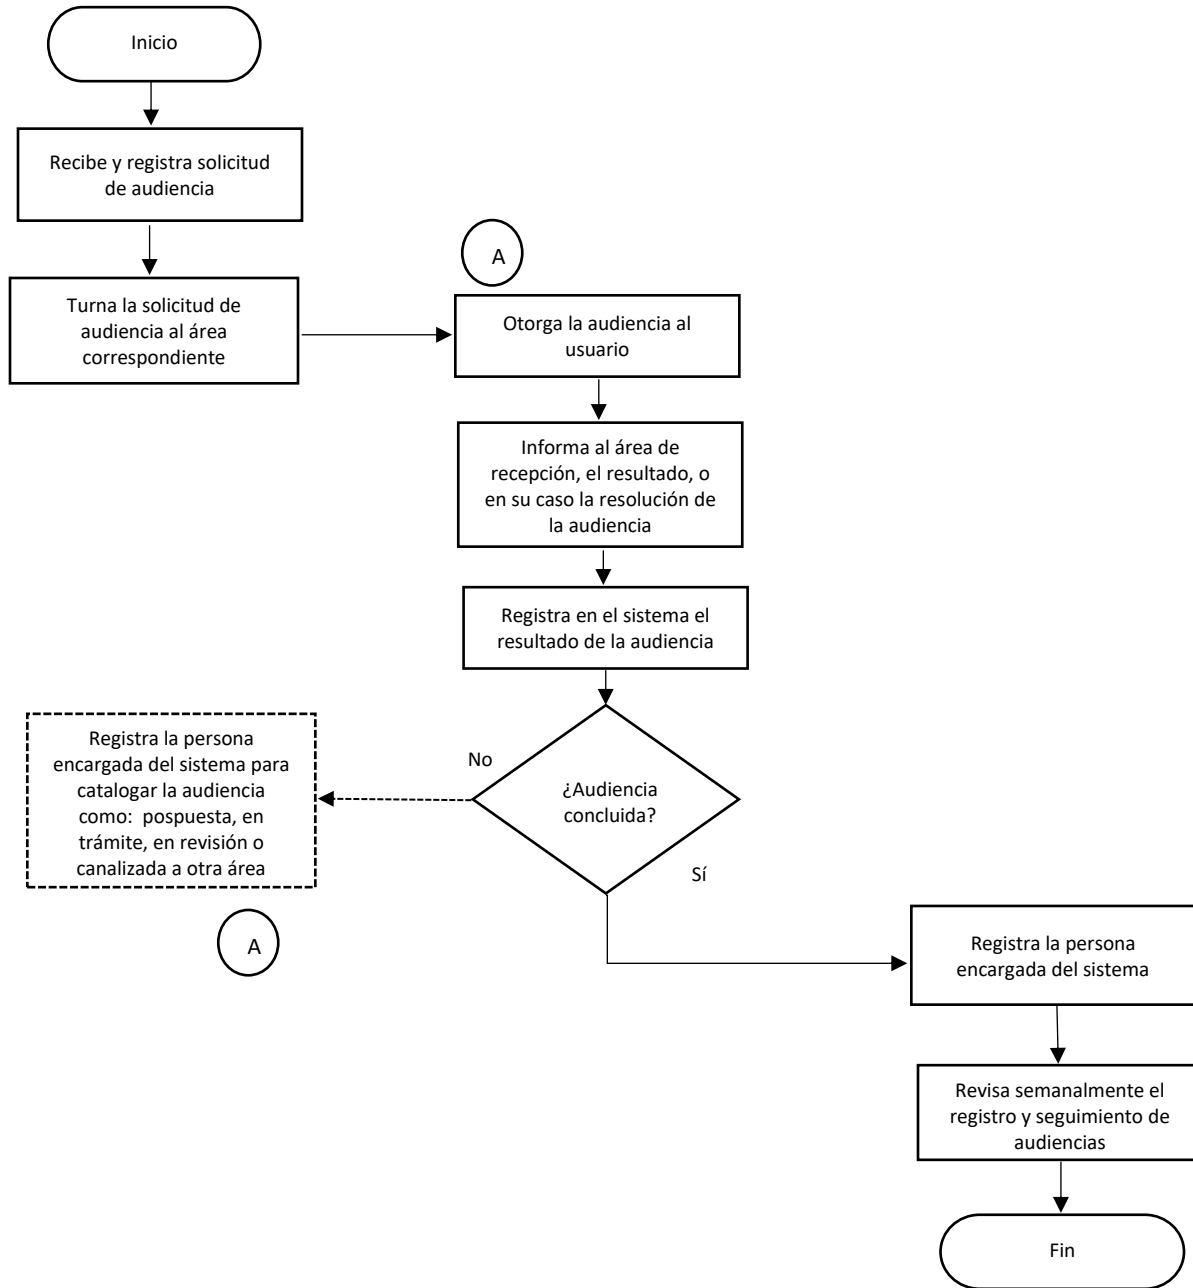 Inicio
Recibe y registra solicitud
de audiencia
Turna la solicitud de
audiencia al área
correspondiente
A
Otorga la audiencia al
usuario
Informa al área de
recepción, el resultado, o
en su caso la resolución de
la audiencia
Registra en el sistema el
resultado de la audiencia
¿Audiencia
concluida?
No
Registra la persona
encargada del sistema para
catalogar la audiencia
como:  pospuesta, en
trámite, en revisión o
canalizada a otra área
A
Sí
Registra la persona
encargada del sistema
Revisa semanalmente el
registro y seguimiento de
audiencias
Fin